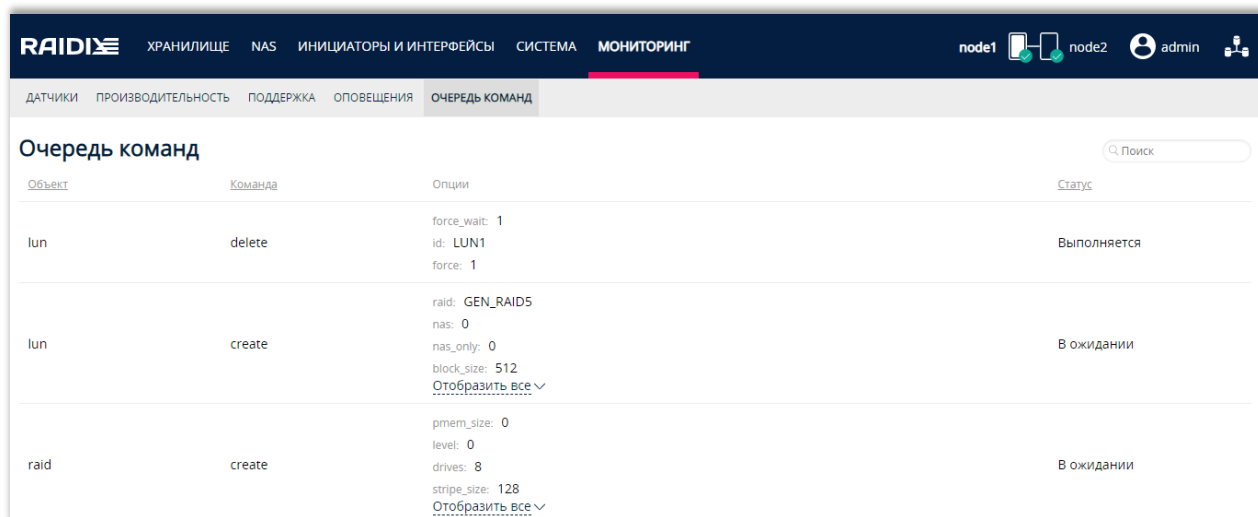 RAIDIX ХРАНИЛИЩЕ NAS ИНИЦИАТОРЫ И ИНТЕРФЕЙСЫ СИСТЕМА МОНИТОРИНГ node1 node2 admin
ДАТЧИКИ ПРОИЗВОДИТЕЛЬНОСТЬ ПОДДЕРЖКА ОПОВЕЩЕНИЯ ОЧЕРЕДЬ КОМАНД
Очередь команд Поиск
Объект Команда Опции Статус
force_wait: 1
lun delete id: LUN1 Выполняется
force: 1
raid: GEN_RAID5
nas: 0
lun create nas_only: 0 В ожидании
block_size: 512
Отобразить все
pmem_size: 0
level: 0
raid create drives: 8 В ожидании
stripe_size: 128
Отобразить все